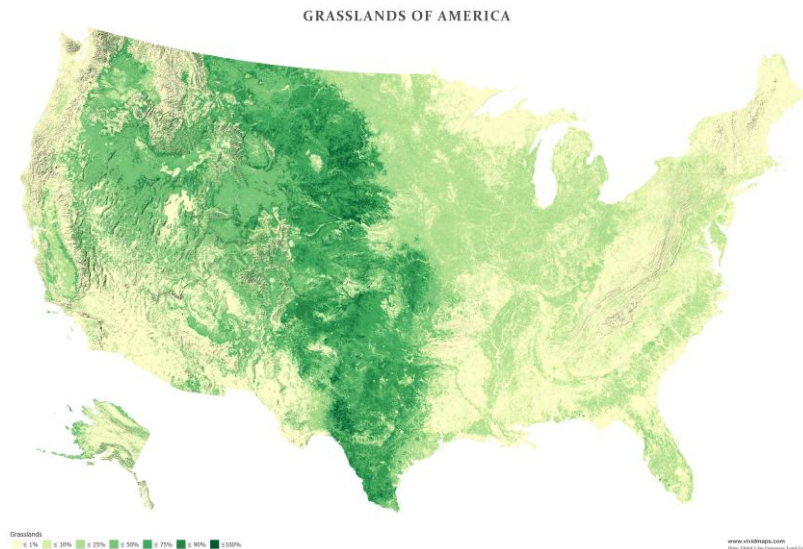 GRASSLANDS OF AMERICA
Grasslands
≤ 1% ≤ 10% ≤ 25% ≤ 50% ≤ 75% ≤ 90% ≤100%
www.vividmaps.com